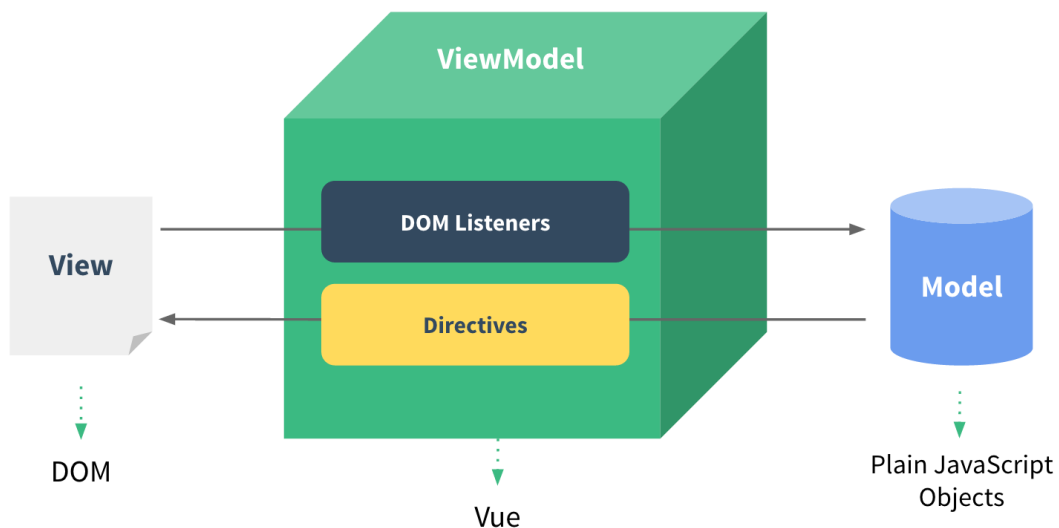 ViewModel
DOM Listeners
View
Model
Directives
DOM
Plain JavaScript
Objects
Vue